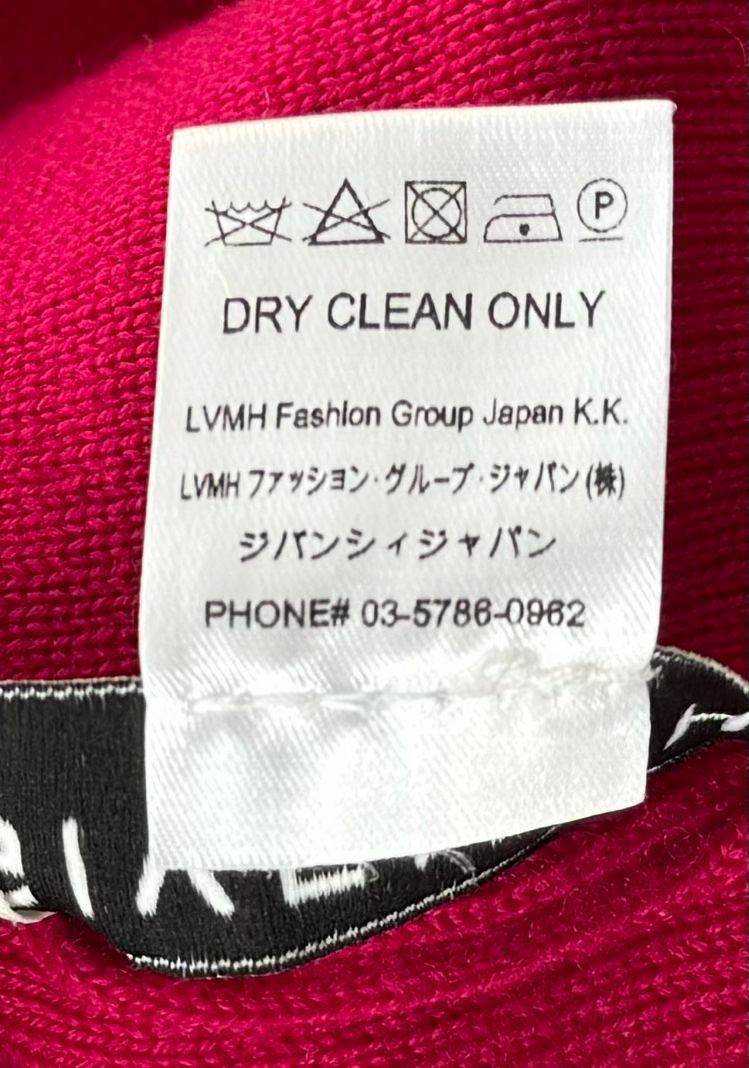 P
DRY CLEAN ONLY
LVMH Fashion Group Japan K.K.
LVMH ファッション・グループ・ジャパン(株)
ジバンシィジャパン
PHONE# 03-5786-0962